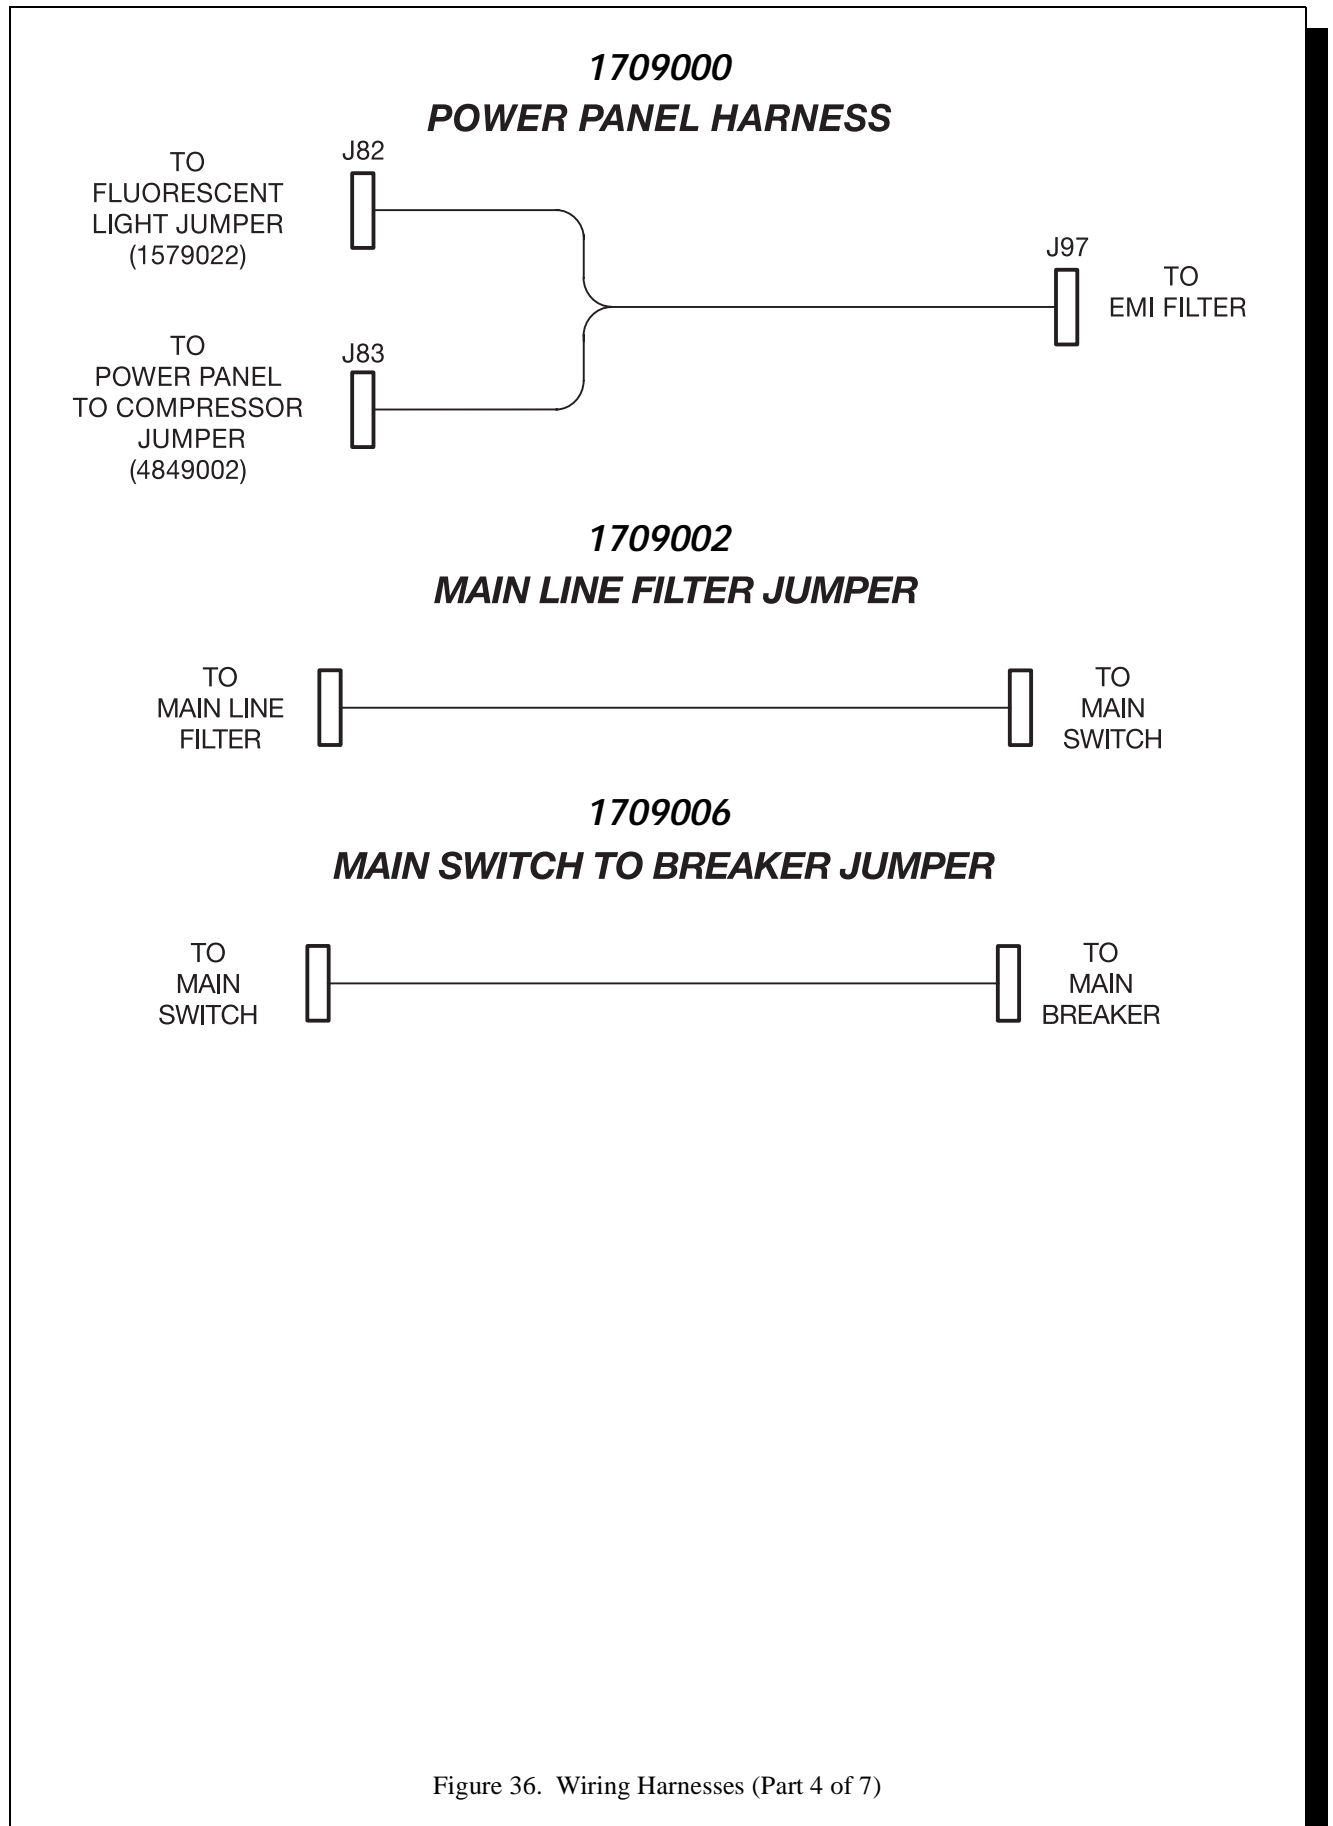 1709000
POWER PANEL HARNESS
TO
FLUORESCENT
LIGHT JUMPER
(1579022)
J82
J97
TO
EMI FILTER
TO
POWER PANEL
TO COMPRESSOR
JUMPER
(4849002)
J83
1709002
MAIN LINE FILTER JUMPER
TO
MAIN LINE
FILTER
TO
MAIN
SWITCH
1709006
MAIN SWITCH TO BREAKER JUMPER
TO
MAIN
SWITCH
TO
MAIN
BREAKER
Figure 36. Wiring Harnesses (Part 4 of 7)